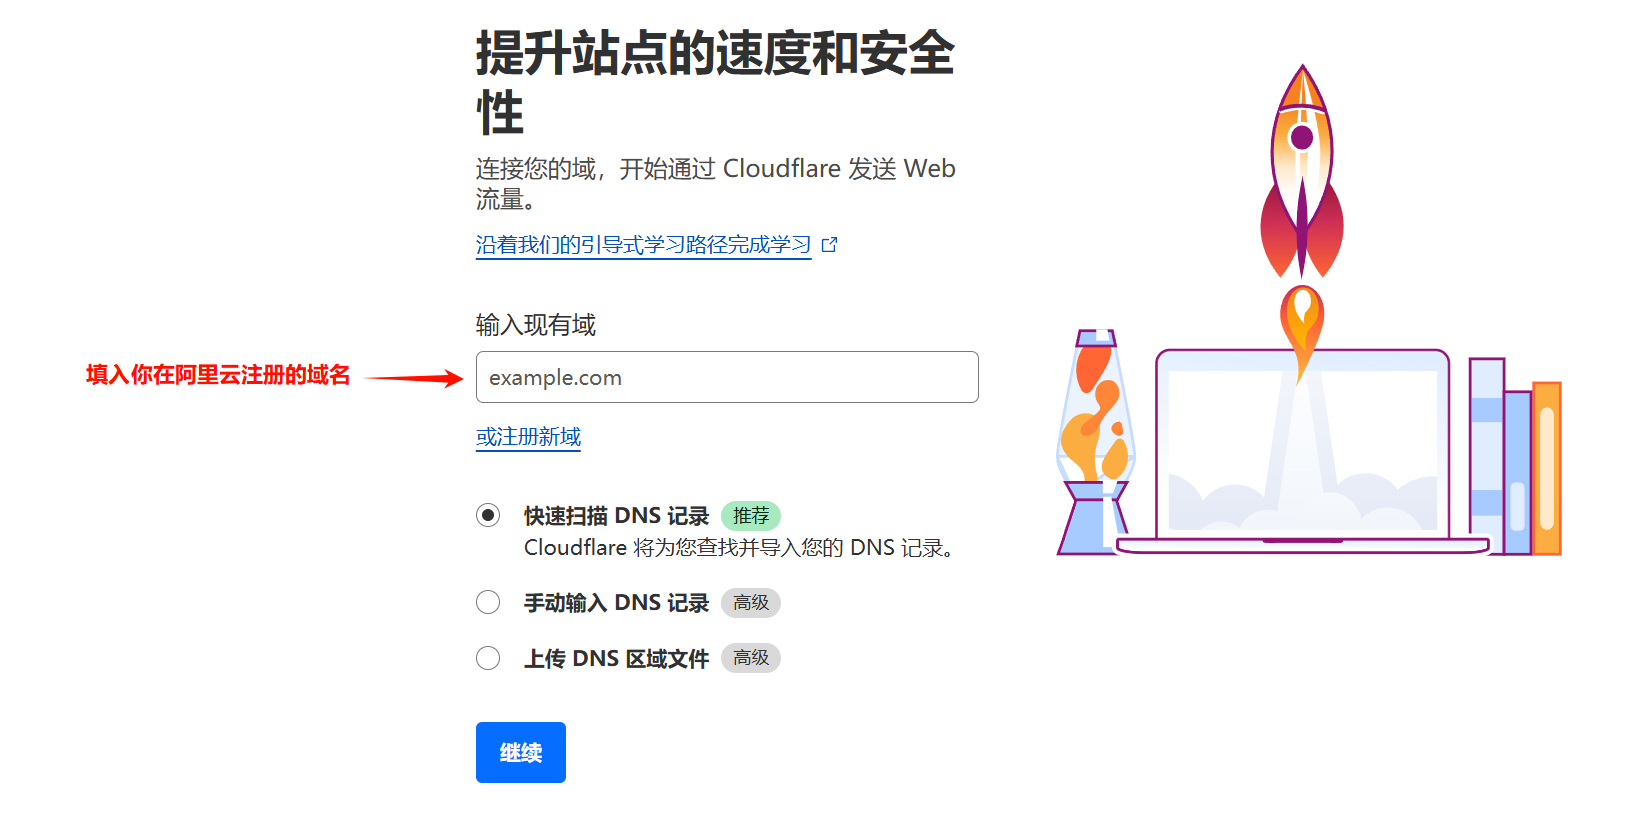 提升站点的速度和安全
性
连接您的域，开始通过 Cloudflare 发送 Web
流量。
沿着我们的引导式学习路径完成学习
输入现有域
填入你在阿里云注册的域名
example.com
或注册新域
快速扫描 DNS 记录 推荐
Cloudflare 将为您查找并导入您的 DNS 记录。
手动输入 DNS 记录 高级
上传 DNS 区域文件 高级
继续